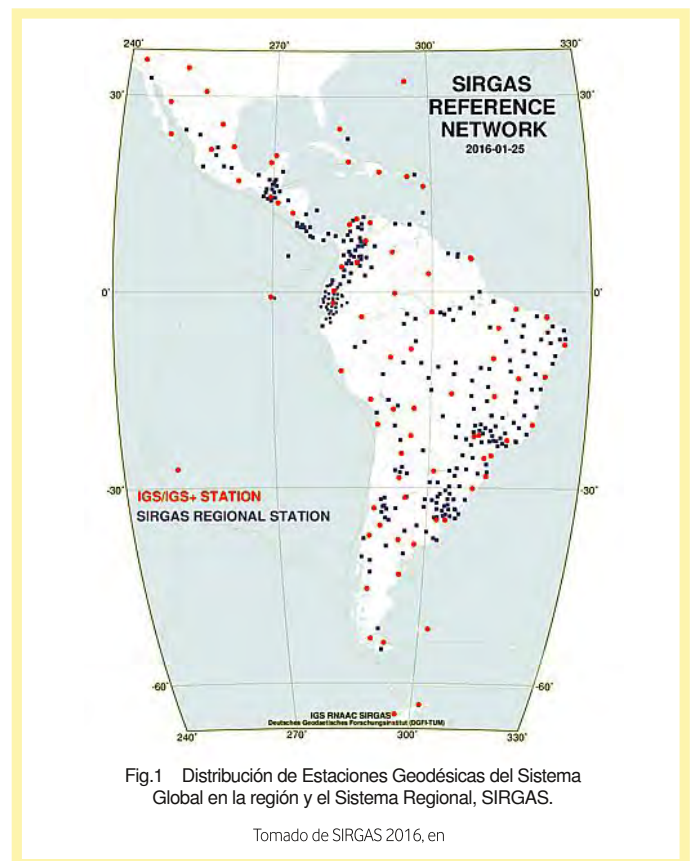 240°
270°
300°
330°
SIRGAS
REFERENCE
NETWORK
2016-01-25
30°
30°
0°
0°
-30°
-30°
IGS/IGS+ STATION
SIRGAS REGIONAL STATION
-60°
-60°
IGS RNAAC SIRGAS
Deutsches Geodaetisches Forschungsinstitut (DGFI-TUM)
240°
270°
300°
330°
Fig.1 Distribución de Estaciones Geodésicas del Sistema
Global en la región y el Sistema Regional, SIRGAS.
Tomado de SIRGAS 2016, en